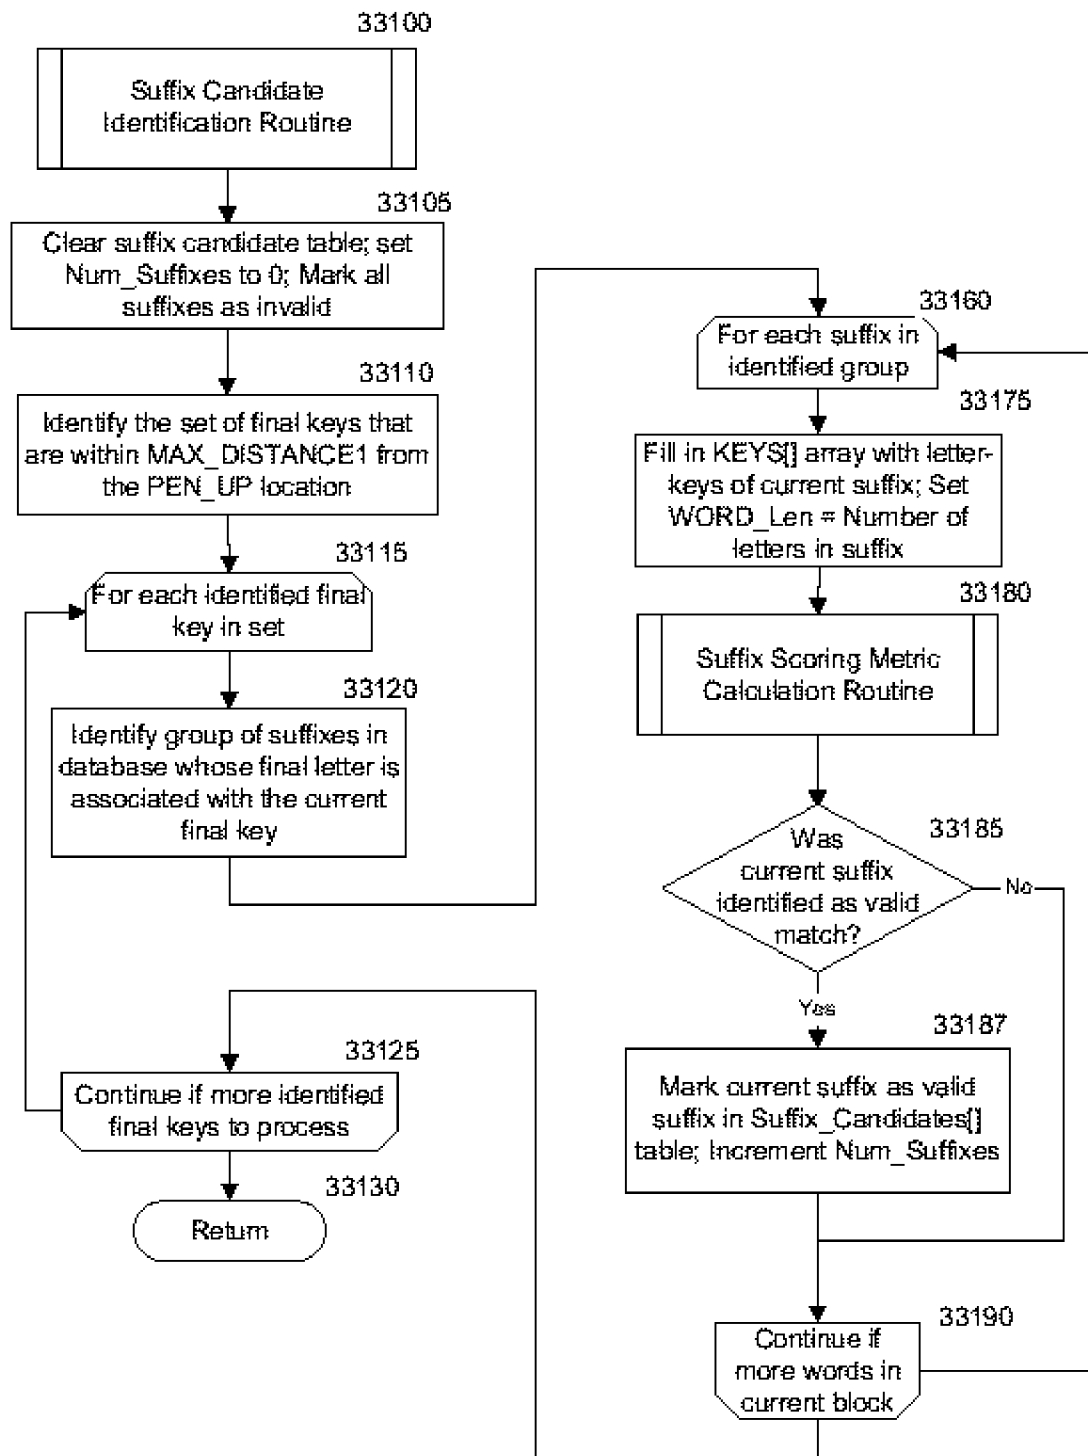 33100
Suffix Candidate
Identification Routine
33105
Clear suffix candidate table; set
Num_Suffixes to 0; Mark all
suffixes as invalid
33110
Identify the set of final keys that
are within MAX_DISTANCE1 from
the PEN_UP location
33115
For each identified final
key in set
33120
Identify group of suffixes in
database whose final letter is
associated with the current
final key
33125
Continue if more identified
final keys to process
33130
Return
33160
For each suffix in
identified group
33175
Fill in KEYS[] array with letter-
keys of current suffix; Set
WORD_Len = Number of
letters in suffix
33180
Suffix Scoring Metric
Calculation Routine
33185
Was
current suffix
identified as valid
match?
No
Yes
33187
Mark current suffix as valid
suffix in Suffix_Candidates[]
table; Increment Num_Suffixes
33190
Continue if
more words in
current block